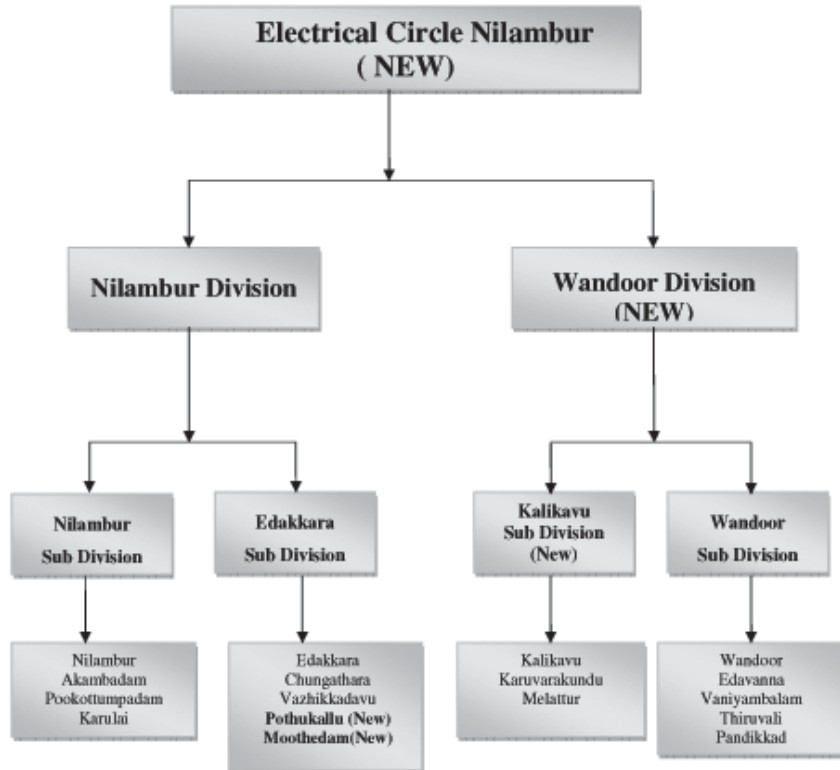 Electrical Circle Nilambur
( NEW)
Nilambur Division
Wandoor Division
(NEW)
Nilambur
Sub Division
Edakkara
Sub Division
Kalikavu
Sub Division
(New)
Wandoor
Sub Division
Nilambur
Akambadam
Pookottumpadam
Karulai
Edakkara
Chungathara
Vazhikkadavu
Pothukallu (New)
Moothedam(New)
Kalikavu
Karuvarakundu
Melattur
Wandoor
Edavanna
Vaniyambalam
Thiruvali
Pandikkad